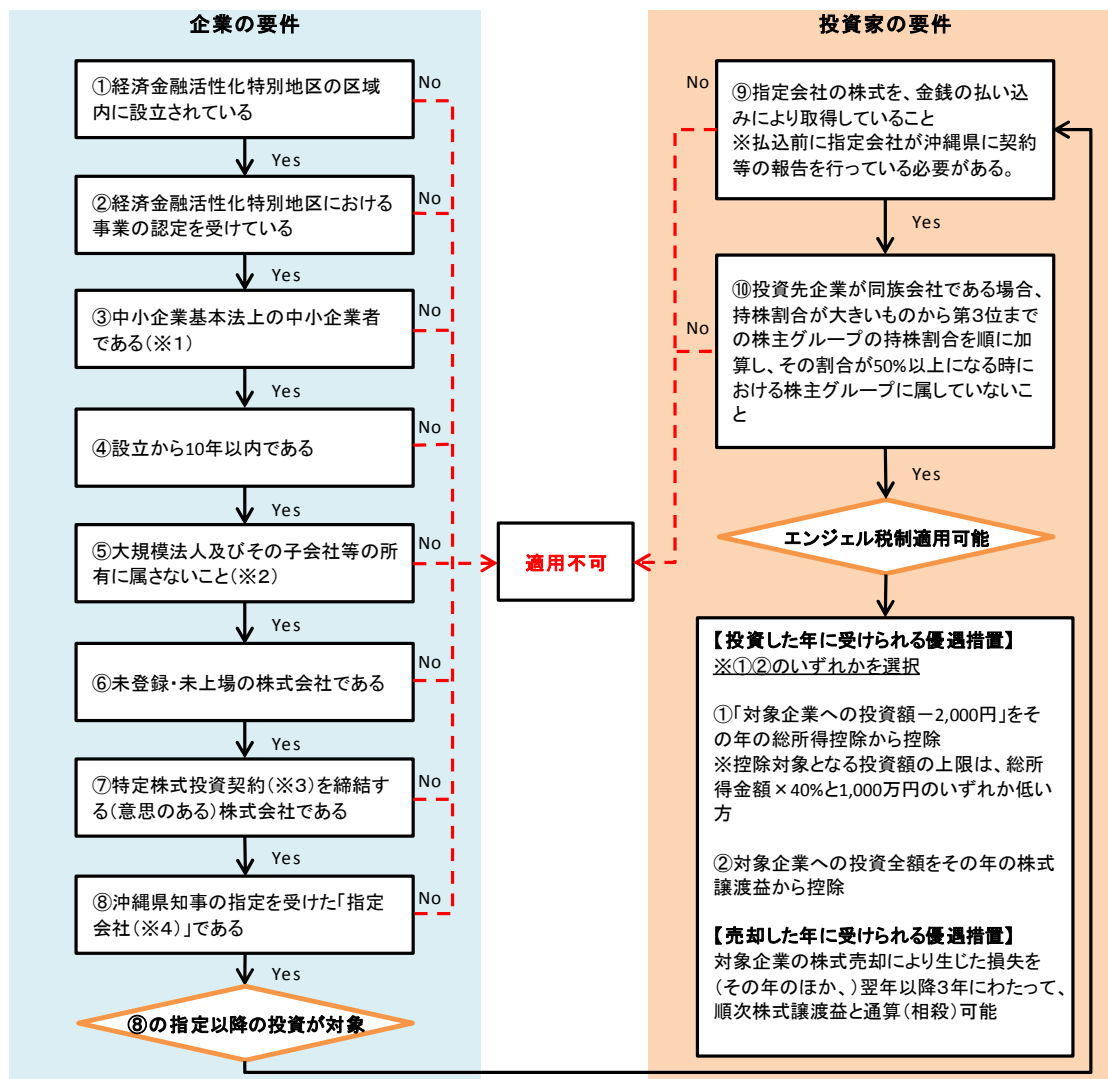 企業の要件
①経済金融活性化特別地区の区域
内に設立されている
No
Yes
②経済金融活性化特別地区における
事業の認定を受けている
No
Yes
③中小企業基本法上の中小企業者
である(※1)
No
Yes
④設立から10年以内である
No
Yes
⑤大規模法人及びその子会社等の所
有に属さないこと(※2)
No
Yes
⑥未登録・未上場の株式会社である
No
Yes
⑦特定株式投資契約(※3)を締結す
る(意思のある)株式会社である
No
Yes
⑧沖縄県知事の指定を受けた「指定
会社(※4)」である
No
Yes
⑧の指定以降の投資が対象
適用不可
投資家の要件
No
⑨指定会社の株式を、金銭の払い込
みにより取得していること
※払込前に指定会社が沖縄県に契約
等の報告を行っている必要がある。
Yes
No
⑩投資先企業が同族会社である場合、
持株割合が大きいものから第3位まで
の株主グループの持株割合を順に加
算し、その割合が50%以上になる時に
おける株主グループに属していないこ
と
Yes
エンジェル税制適用可能
【投資した年に受けられる優遇措置】
※①②のいずれかを選択
①「対象企業への投資額－2,000円」をそ
の年の総所得控除から控除
※控除対象となる投資額の上限は、総所
得金額×40%と1,000万円のいずれか低い
方
②対象企業への投資全額をその年の株式
譲渡益から控除
【売却した年に受けられる優遇措置】
対象企業の株式売却により生じた損失を
(その年のほか、)翌年以降3年にわたって、
順次株式譲渡益と通算(相殺)可能